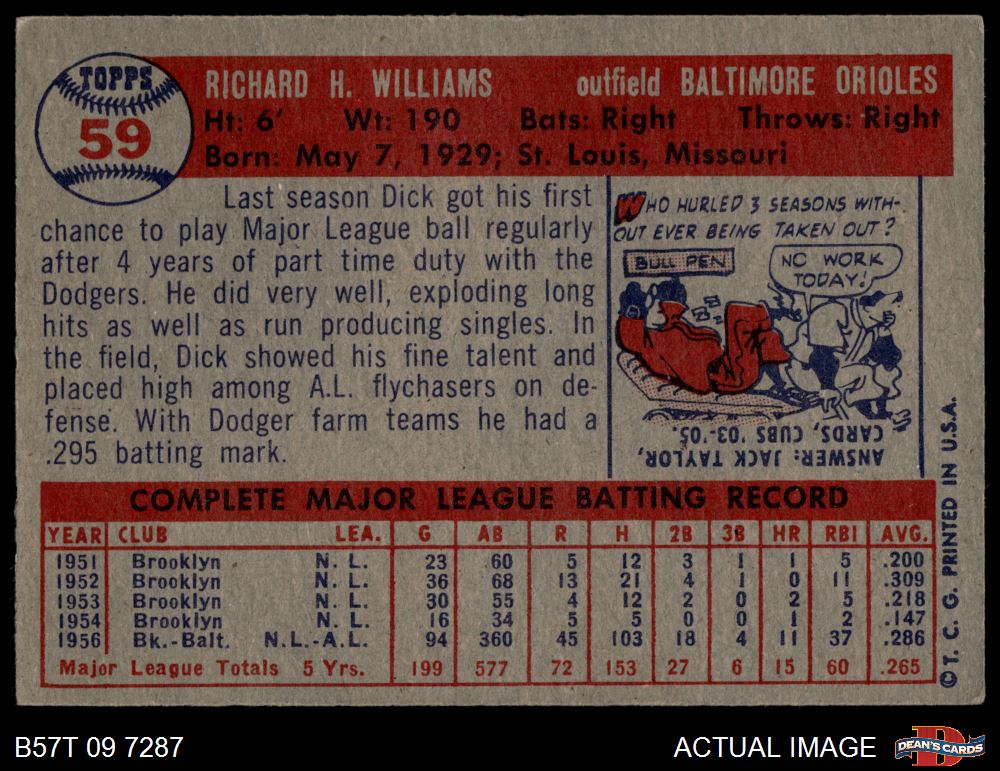 TOPPS
59
RICHARD H. WILLIAMS outfield BALTIMORE ORIOLES
Ht: 6' Wt: 190 Bats: Right Throws: Right
Born: May 7, 1929; St. Louis, Missouri
Last season Dick got his first
chance to play Major League ball regularly
after 4 years of part time duty with the
Dodgers. He did very well, exploding long
hits as well as run producing singles. In
the field, Dick showed his fine talent and
placed high among A.L. flychasers on de-
fense. With Dodger farm teams he had a
.295 batting mark.
WHO HURLED 3 SEASONS WITH-
OUT EVER BEING TAKEN OUT?
BULL PEN
NO WORK
TODAY!
ANSWER: JACK TAYLOR,
CARDS, CUBS '03-'05.
COMPLETE MAJOR LEAGUE BATTING RECORD
YEAR CLUB LEA. G AB R H 2B 3B HR RBI AVG.
1951 Brooklyn N. L. 23 60 5 12 3 1 1 5 .200
1952 Brooklyn N. L. 36 68 13 21 4 1 0 11 .309
1953 Brooklyn N. L. 30 55 4 12 2 0 2 5 .218
1954 Brooklyn N. L. 16 34 5 5 0 0 1 2 .147
1956 Bk.-Balt. N.L.-A.L. 94 360 45 103 18 4 11 37 .286
Major League Totals 5 Yrs. 199 577 72 153 27 6 15 60 .265
©T. C. G. PRINTED IN U.S.A.
B57T 09 7287
ACTUAL IMAGE
D
DEAN'S CARDS